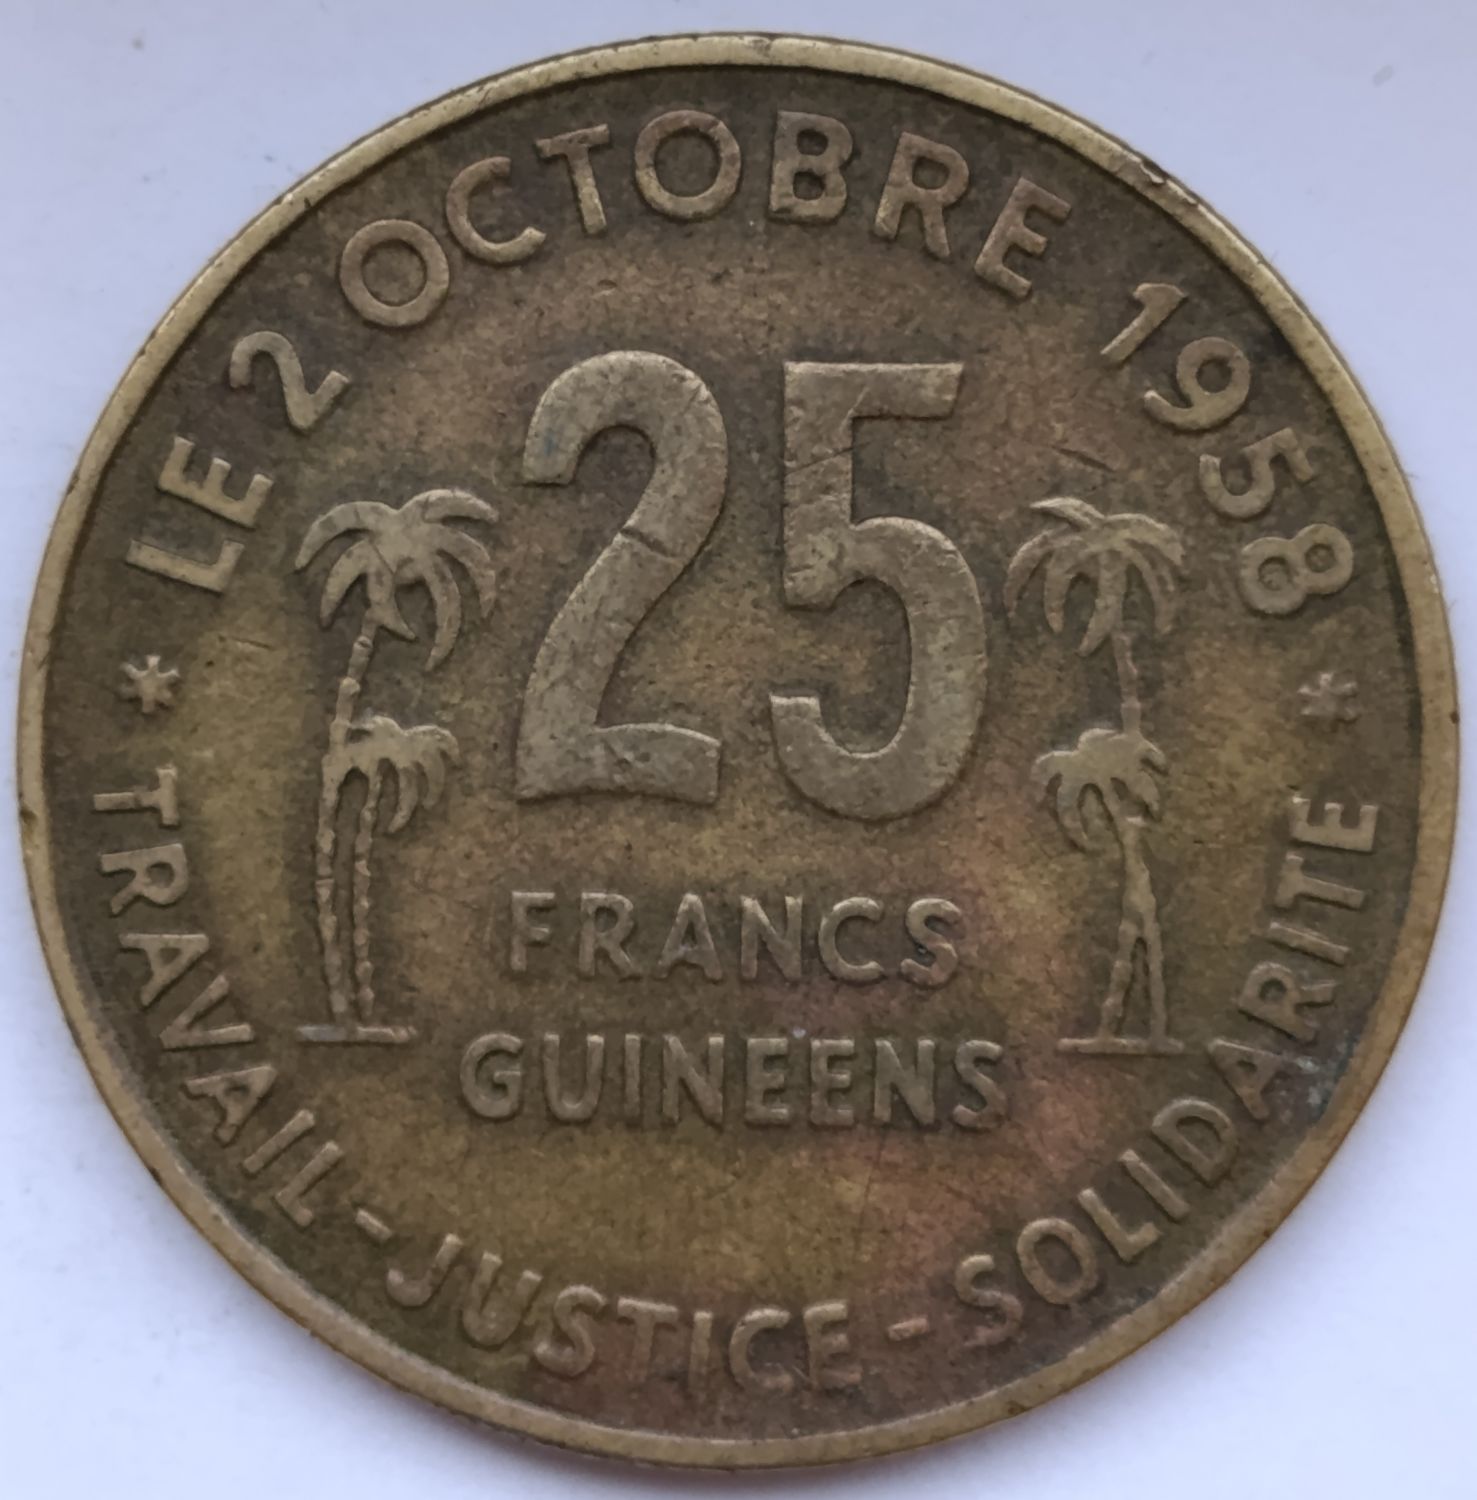 LE 2 OCTOBRE 1958
25
FRANCS
GUINEENS
* TRAVAIL - JUSTICE - SOLIDARITE *